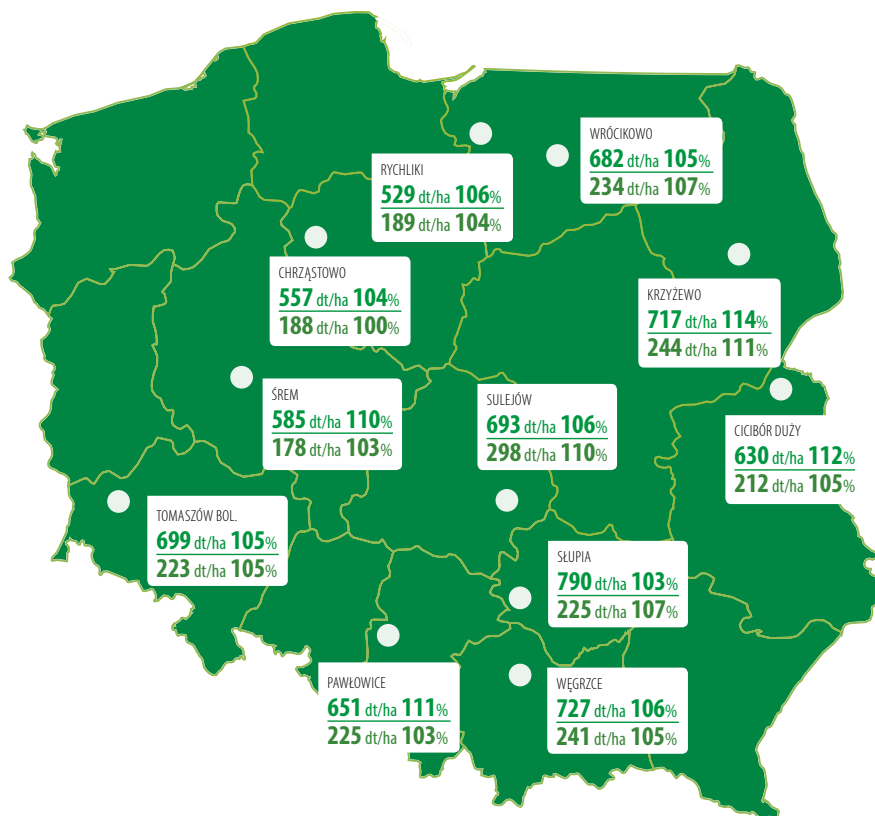 WRÓCIKOWO
682 dt/ha 105%
234 dt/ha 107%
RYCHLIKI
529 dt/ha 106%
189 dt/ha 104%
CHRZĄSTOWO
557 dt/ha 104%
188 dt/ha 100%
KRZYŻEWO
717 dt/ha 114%
244 dt/ha 111%
ŚREM
585 dt/ha 110%
178 dt/ha 103%
SULEJÓW
693 dt/ha 106%
298 dt/ha 110%
CICIBÓR DUŻY
630 dt/ha 112%
212 dt/ha 105%
TOMASZÓW BOL.
699 dt/ha 105%
223 dt/ha 105%
SŁUPIA
790 dt/ha 103%
225 dt/ha 107%
PAWŁOWICE
651 dt/ha 111%
225 dt/ha 103%
WĘGRZCE
727 dt/ha 106%
241 dt/ha 105%